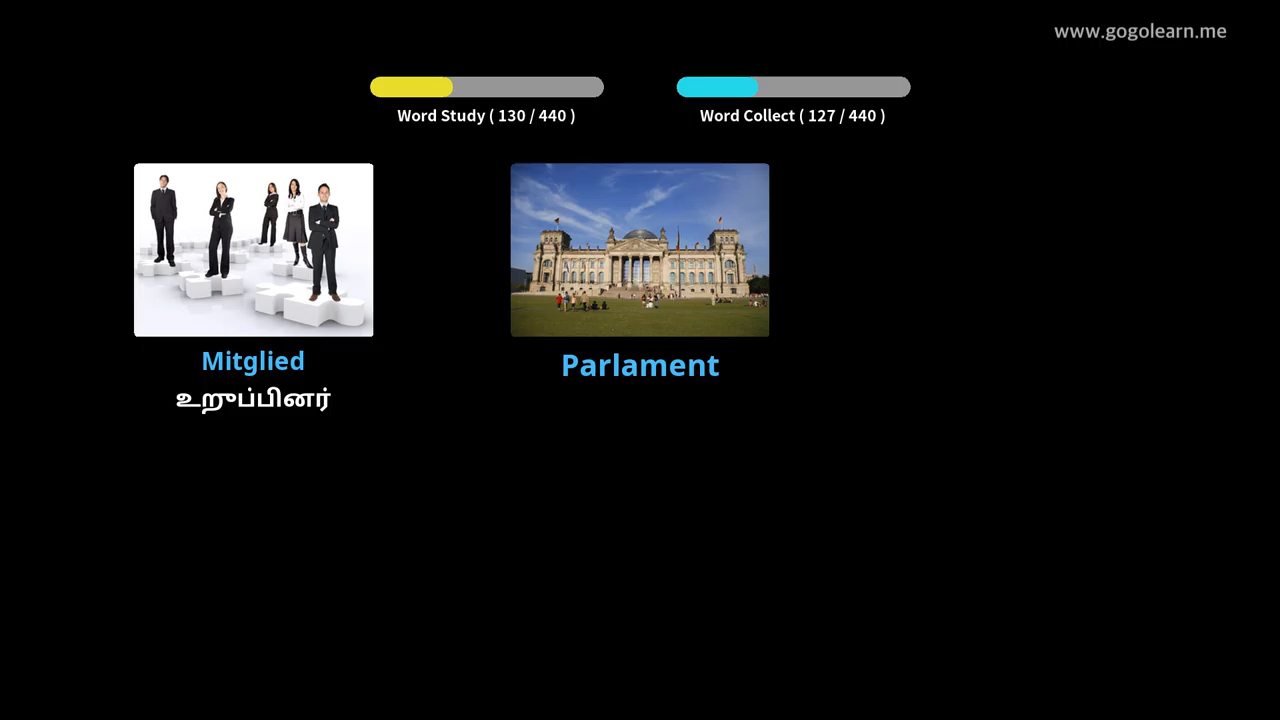 www.gogolearn.me
Word Study ( 130 / 440 )
Word Collect ( 127 / 440 )
Mitglied
உறுப்பினர்
Parlament